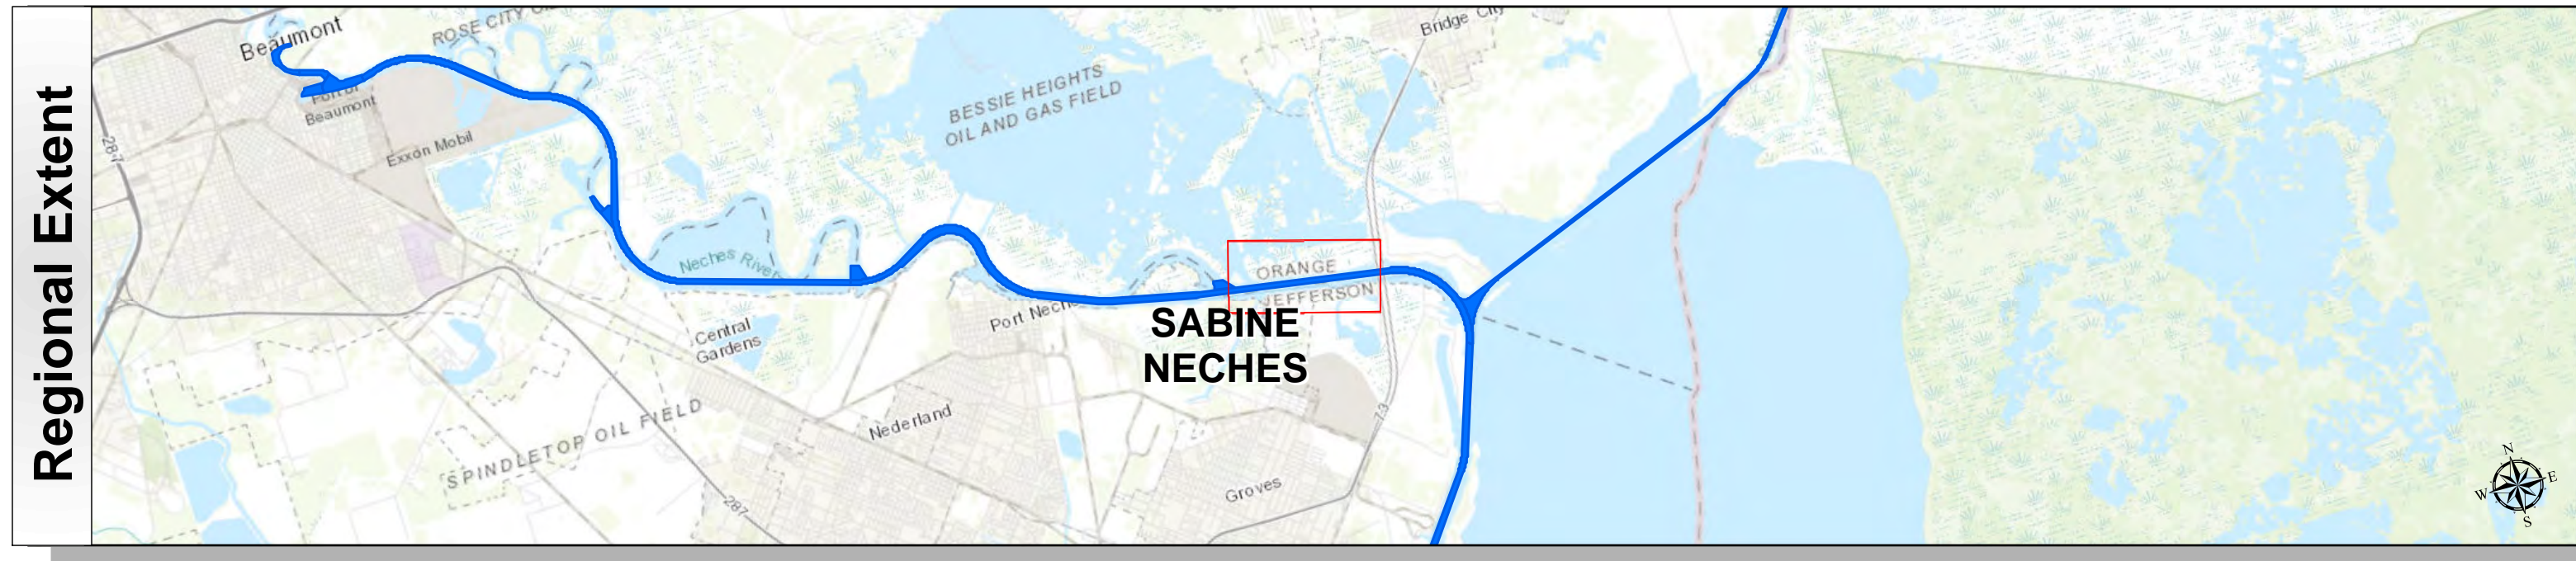 Regional Extent
Beaumont
ROSE CITY
Bridge City
Port of
Beaumont
Exxon Mobil
287
BESSIE HEIGHTS
OIL AND GAS FIELD
Neches River
ORANGE
JEFFERSON
Port Nech
SABINE
NECHES
Central
Gardens
Nederland
SPINDLETOP OIL FIELD
73
Groves
287
N
W
E
S